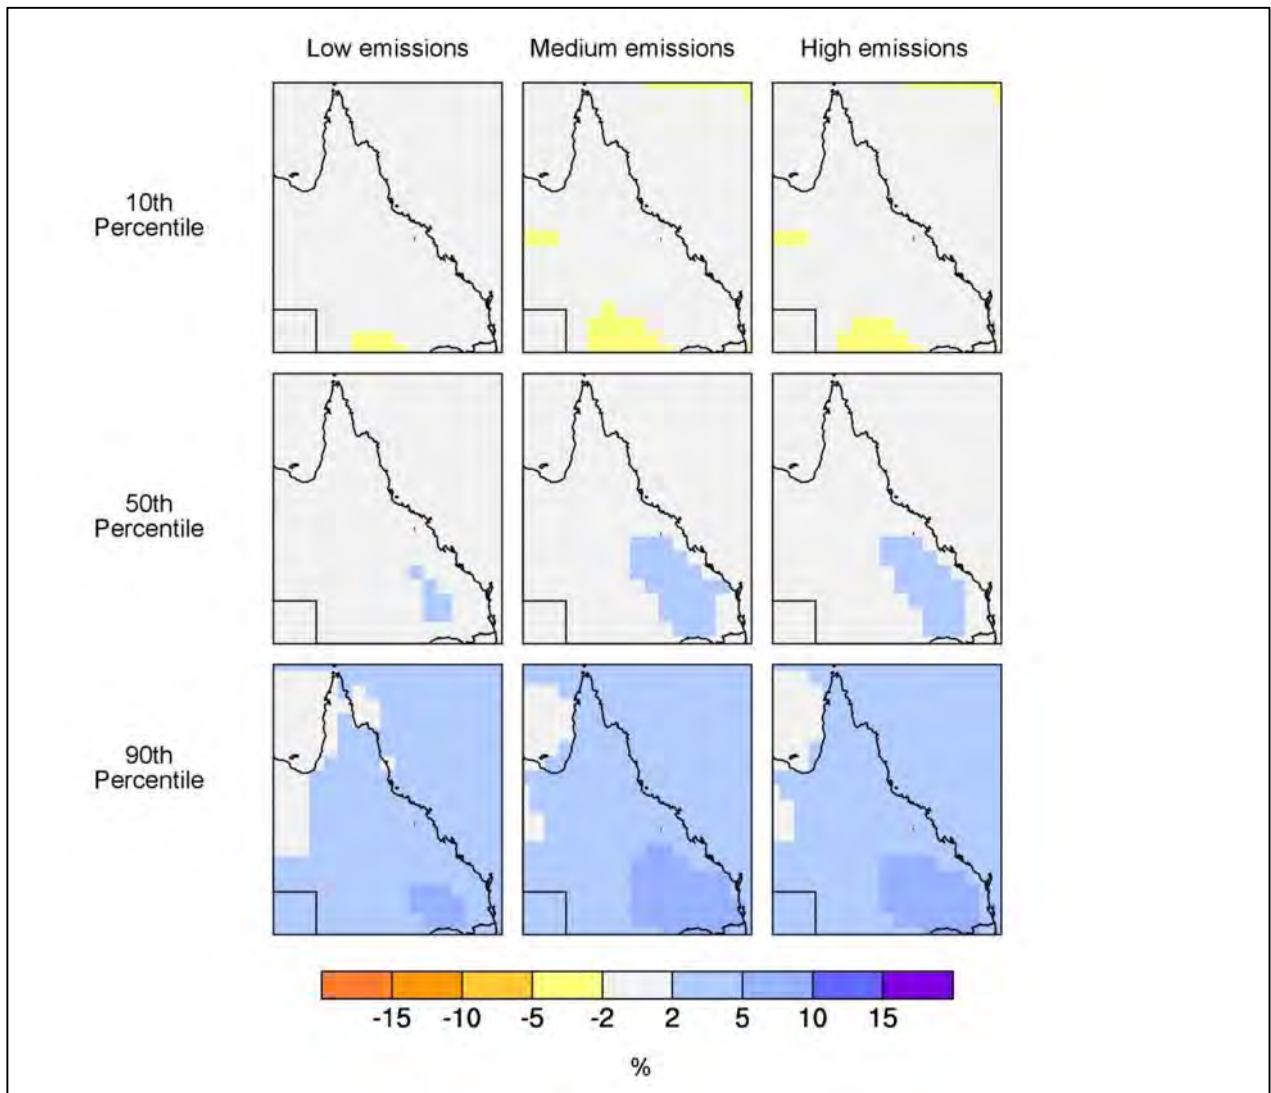 Low emissions Medium emissions High emissions
10th
Percentile
50th
Percentile
90th
Percentile
-15 -10 -5 -2 2 5 10 15
%